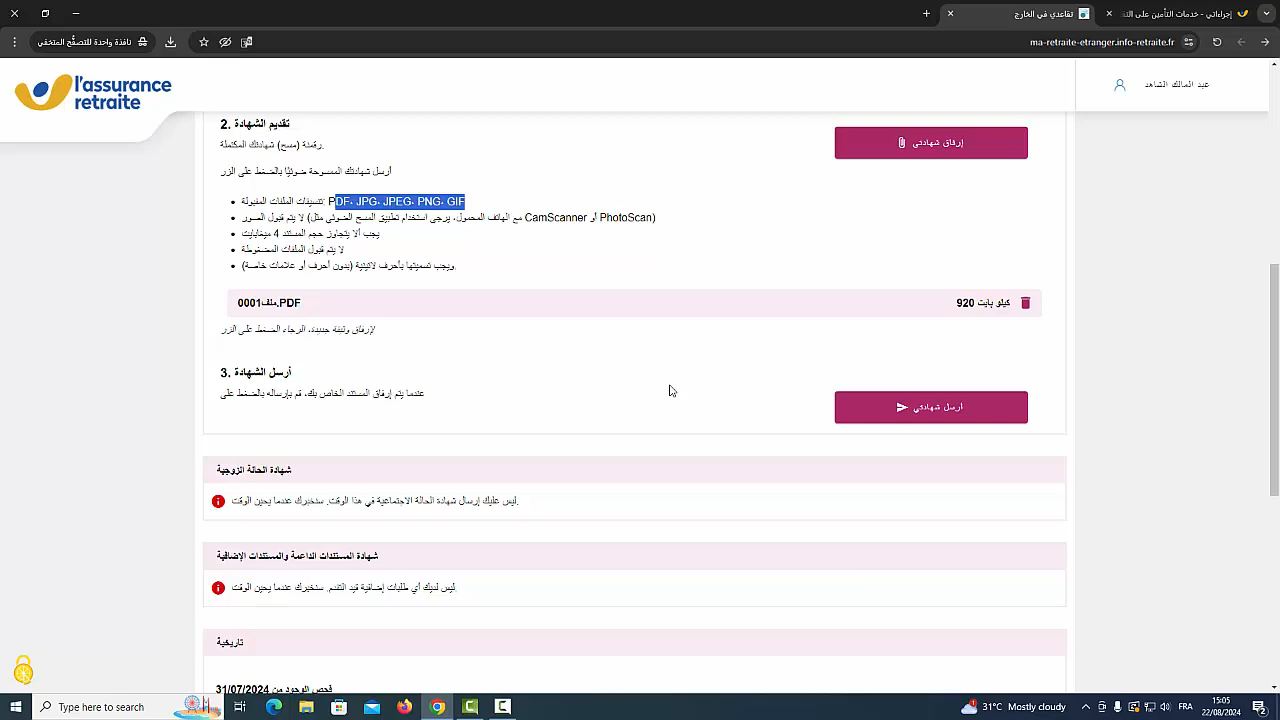 إجراءاتي - خدمات التأمين على التقا
تقاعدي في الخارج
نافذة واحدة للتصفُّح المتخفي
ma-retraite-etranger.info-retraite.fr
l'assurance
retraite
عبد المالك الشاهد
2. تقديم الشهادة
رقمنة (مسح) شهادتك المكتملة.
إرفاق شهادتي
أرسل شهادتك الممسوحة ضوئيًا بالضغط على الزر
تنسيقات الملفات المقبولة: PDF، JPG، JPEG، PNG، GIF
لا يتم قبول الصور (مع الهاتف المحمول، يرجى استخدام تطبيق المسح الضوئي مثل CamScanner أو PhotoScan)
يجب ألا يتجاوز حجم المستند 4 ميغابايت
لا يتم قبول الملفات المضغوطة
ويجب تسميتها بأحرف لاتينية (بدون أحرف أو علامات خاصة).
ملف0001.PDF
920 كيلو بايت
لإرفاق وثيقة جديدة، الرجاء الضغط على الزر
3. أرسل الشهادة
عندما يتم إرفاق المستند الخاص بك، قم بإرساله بالضغط على
أرسل شهادتي
شهادة الحالة الزوجية
ليس عليك إرسال شهادة الحالة الاجتماعية في هذا الوقت. سنخبرك عندما يحين الوقت.
شهادة المستندات الداعمة والمستندات الإضافية
ليس لديك أي طلبات إضافية قيد التقدم. سنخبرك عندما يحين الوقت.
تاريخية
فحص الوجود من 31/07/2024
Type here to search
31°C Mostly cloudy
FRA
15:05
22/08/2024